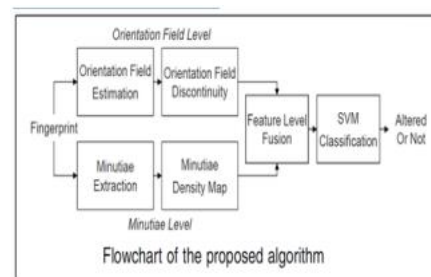 Orientation Field Level
Orientation Field
Estimation
Orientation Field
Discontinuity
Fingerprint
Minutiae
Extraction
Minutiae
Density Map
Minutiae Level
Feature Level
Fusion
SVM
Classification
Altered
Or Not
Flowchart of the proposed algorithm